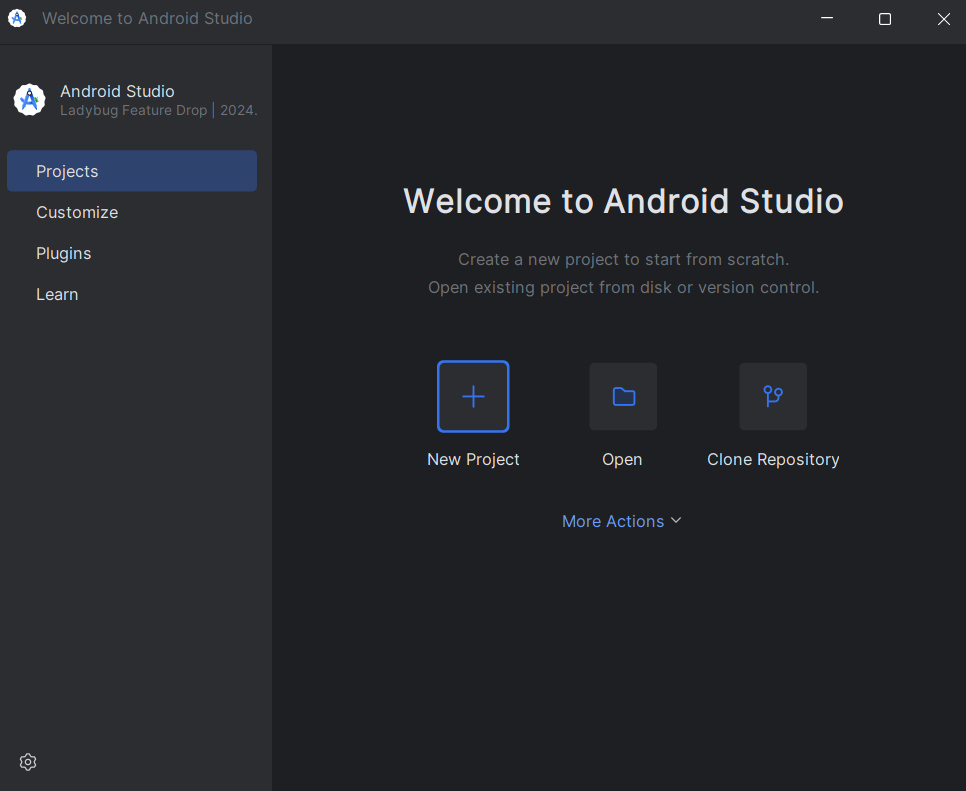 Welcome to Android Studio
Android Studio
Ladybug Feature Drop | 2024.
Projects
Customize
Plugins
Learn
Welcome to Android Studio
Create a new project to start from scratch.
Open existing project from disk or version control.
New Project
Open
Clone Repository
More Actions